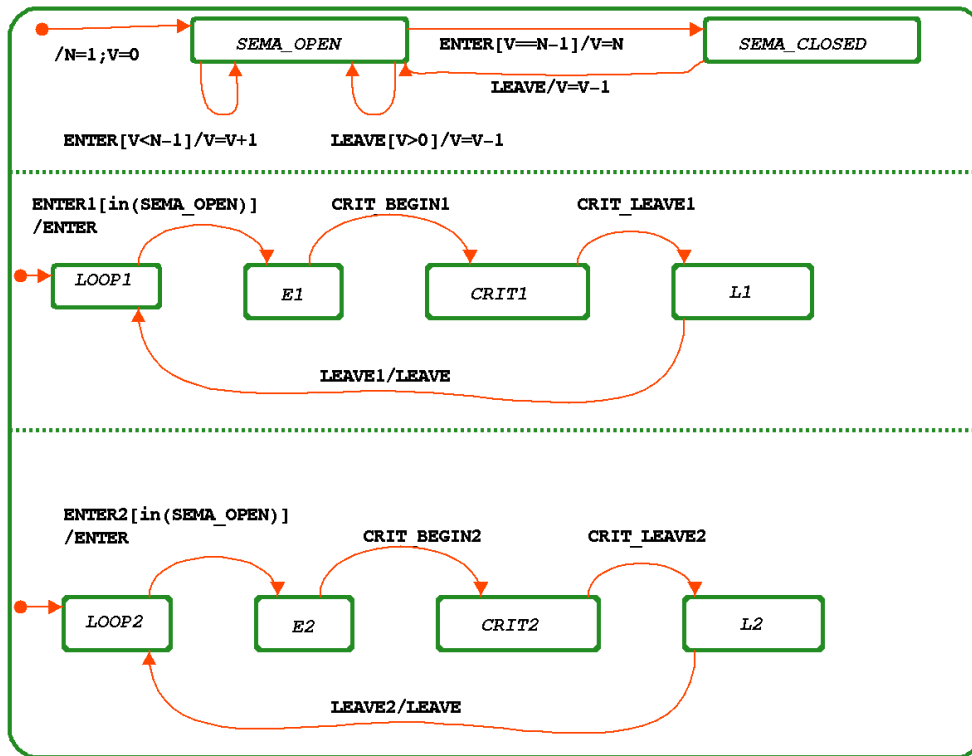 SEMA_OPEN
ENTER[V==N-1]/V=N
SEMA_CLOSED
/N=1;V=0
LEAVE/V=V-1
ENTER[V<N-1]/V=V+1
LEAVE[V>0]/V=V-1
ENTER1[in(SEMA_OPEN)]
/ENTER
CRIT_BEGIN1
CRIT_LEAVE1
LOOP1
E1
CRIT1
L1
LEAVE1/LEAVE
ENTER2[in(SEMA_OPEN)]
/ENTER
CRIT_BEGIN2
CRIT_LEAVE2
LOOP2
E2
CRIT2
L2
LEAVE2/LEAVE